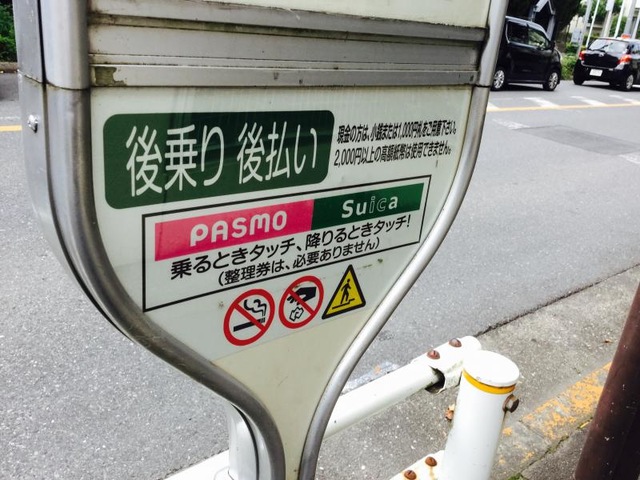 後乗り 後払い
現金の方は、小銭または1,000円札をご用意下さい。
2,000円以上の高額紙幣は使用できません。
PASMO Suica
乗るときタッチ、降りるときタッチ!
(整理券は、必要ありません)